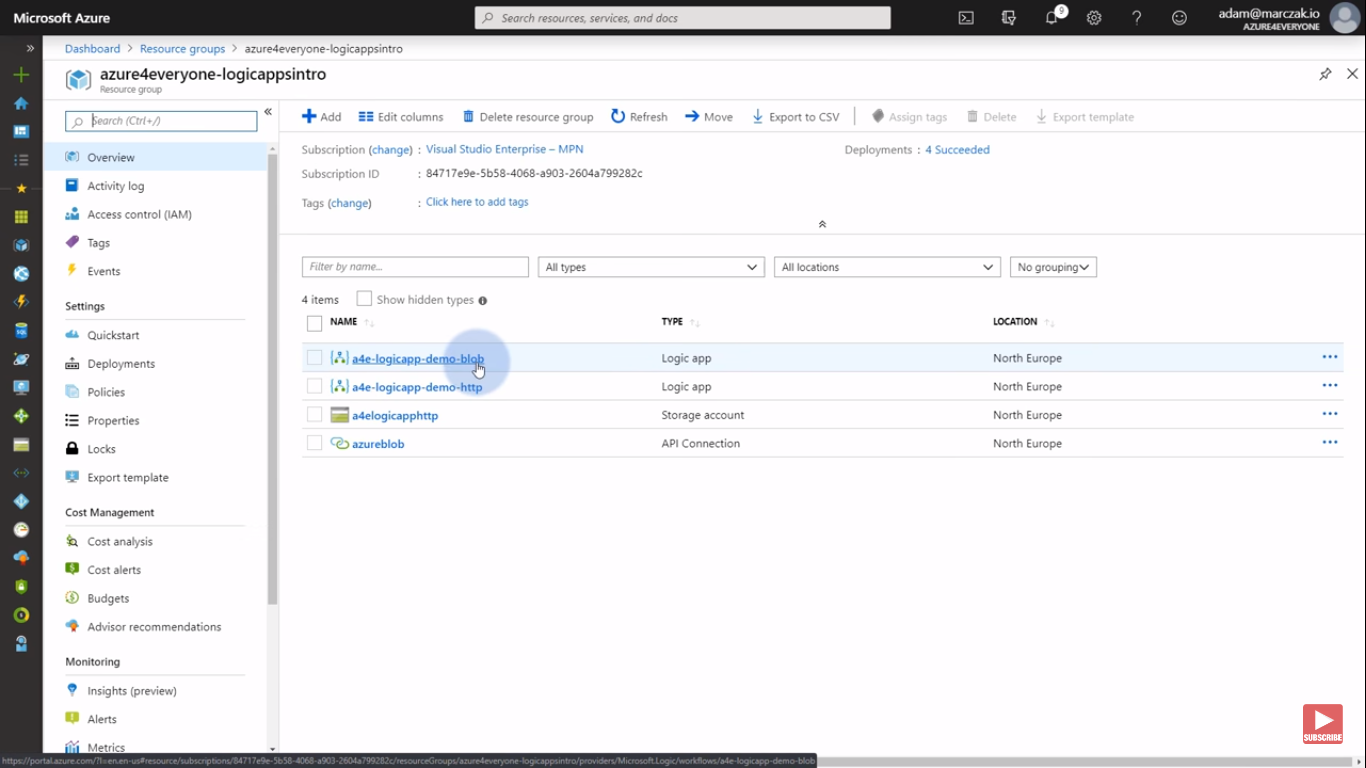 Microsoft Azure
Search resources, services, and docs
9
adam@marczak.io
AZURE4EVERYONE
Dashboard > Resource groups > azure4everyone-logicappsintro
azure4everyone-logicappsintro
Resource group
Search (Ctrl+/)
Overview
Activity log
Access control (IAM)
Tags
Events
Settings
Quickstart
Deployments
Policies
Properties
Locks
Export template
Cost Management
Cost analysis
Cost alerts
Budgets
Advisor recommendations
Monitoring
Insights (preview)
Alerts
Metrics
Add Edit columns Delete resource group Refresh Move Export to CSV Assign tags Delete Export template
Subscription (change) : Visual Studio Enterprise – MPN
Deployments : 4 Succeeded
Subscription ID : 84717e9e-5b58-4068-a903-2604a799282c
Tags (change) : Click here to add tags
Filter by name... All types All locations No grouping
4 items Show hidden types
NAME TYPE LOCATION
a4e-logicapp-demo-blob Logic app North Europe
a4e-logicapp-demo-http Logic app North Europe
a4elogicapphttp Storage account North Europe
azureblob API Connection North Europe
SUBSCRIBE
https://portal.azure.com/?l=en.en-us#resource/subscriptions/84717e9e-5b58-4068-a903-2604a799282c/resourceGroups/azure4everyone-logicappsintro/providers/Microsoft.Logic/workflows/a4e-logicapp-demo-blob